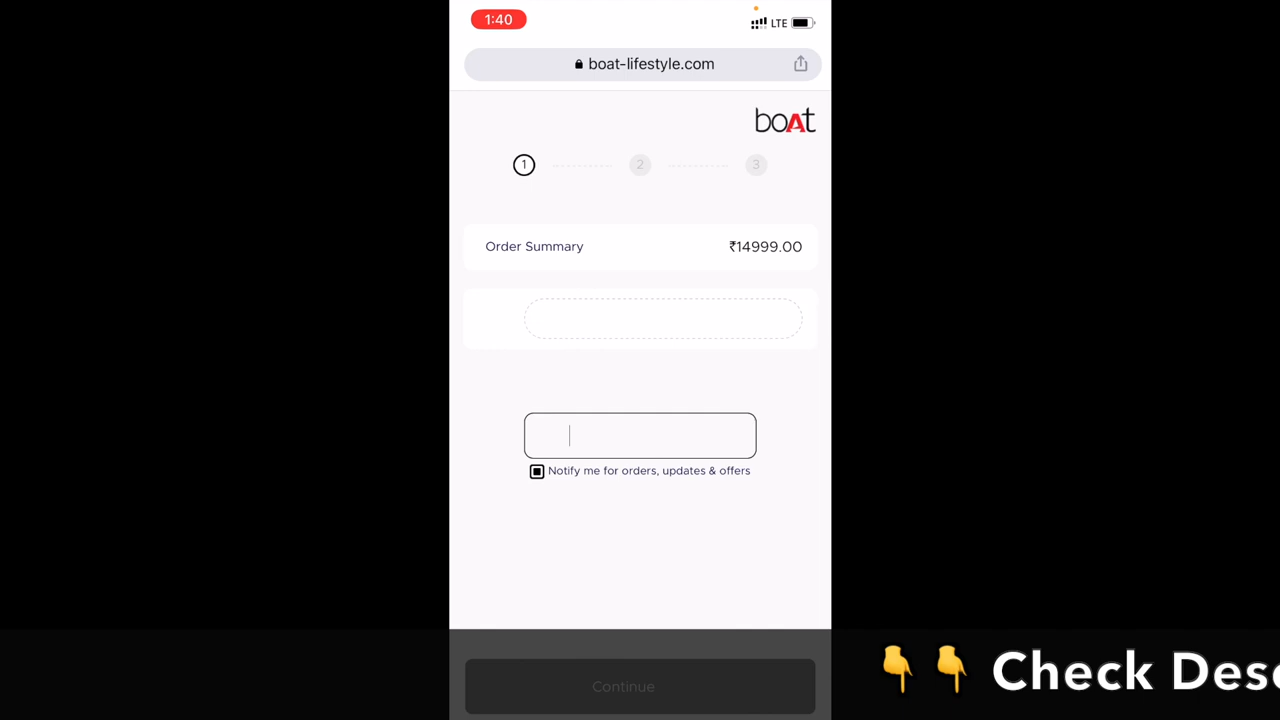 1:40
LTE
boat-lifestyle.com
boAt
1
2
3
Order Summary
₹14999.00
Notify me for orders, updates & offers
Continue
👇👇 Check Desc